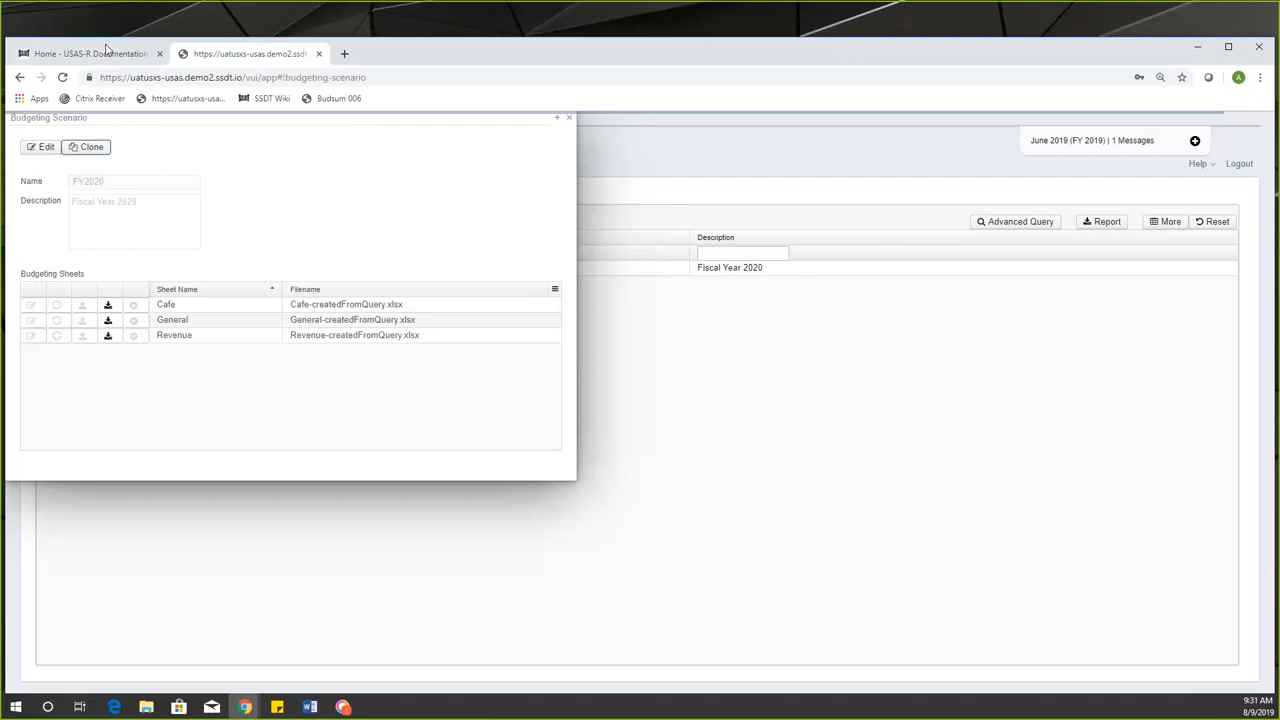 Home - USAS-R Documentation
https://uatusxs-usas.demo2.ssdt
https://uatusxs-usas.demo2.ssdt.io/vui/app#!budgeting-scenario
A
Apps
Citrix Receiver
https://uatusxs-usa...
SSDT Wiki
Budsum 006
Budgeting Scenario
June 2019 (FY 2019) | 1 Messages
Help
Logout
Edit
Clone
Name
FY2020
Description
Fiscal Year 2020
Advanced Query
Report
More
Reset
Description
Fiscal Year 2020
Budgeting Sheets
Sheet Name
Filename
Cafe
Cafe-createdFromQuery.xlsx
General
General-createdFromQuery.xlsx
Revenue
Revenue-createdFromQuery.xlsx
9:31 AM
8/9/2019